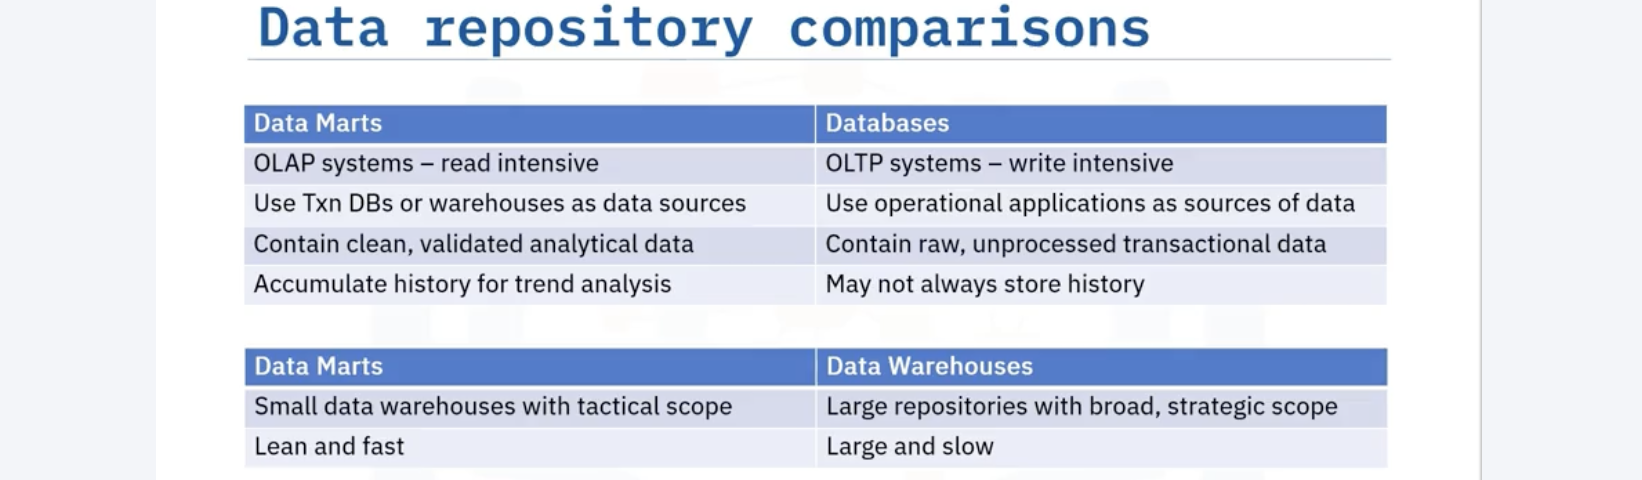 Data repository comparisons
Data Marts Databases
OLAP systems – read intensive OLTP systems – write intensive
Use Txn DBs or warehouses as data sources Use operational applications as sources of data
Contain clean, validated analytical data Contain raw, unprocessed transactional data
Accumulate history for trend analysis May not always store history
Data Marts Data Warehouses
Small data warehouses with tactical scope Large repositories with broad, strategic scope
Lean and fast Large and slow